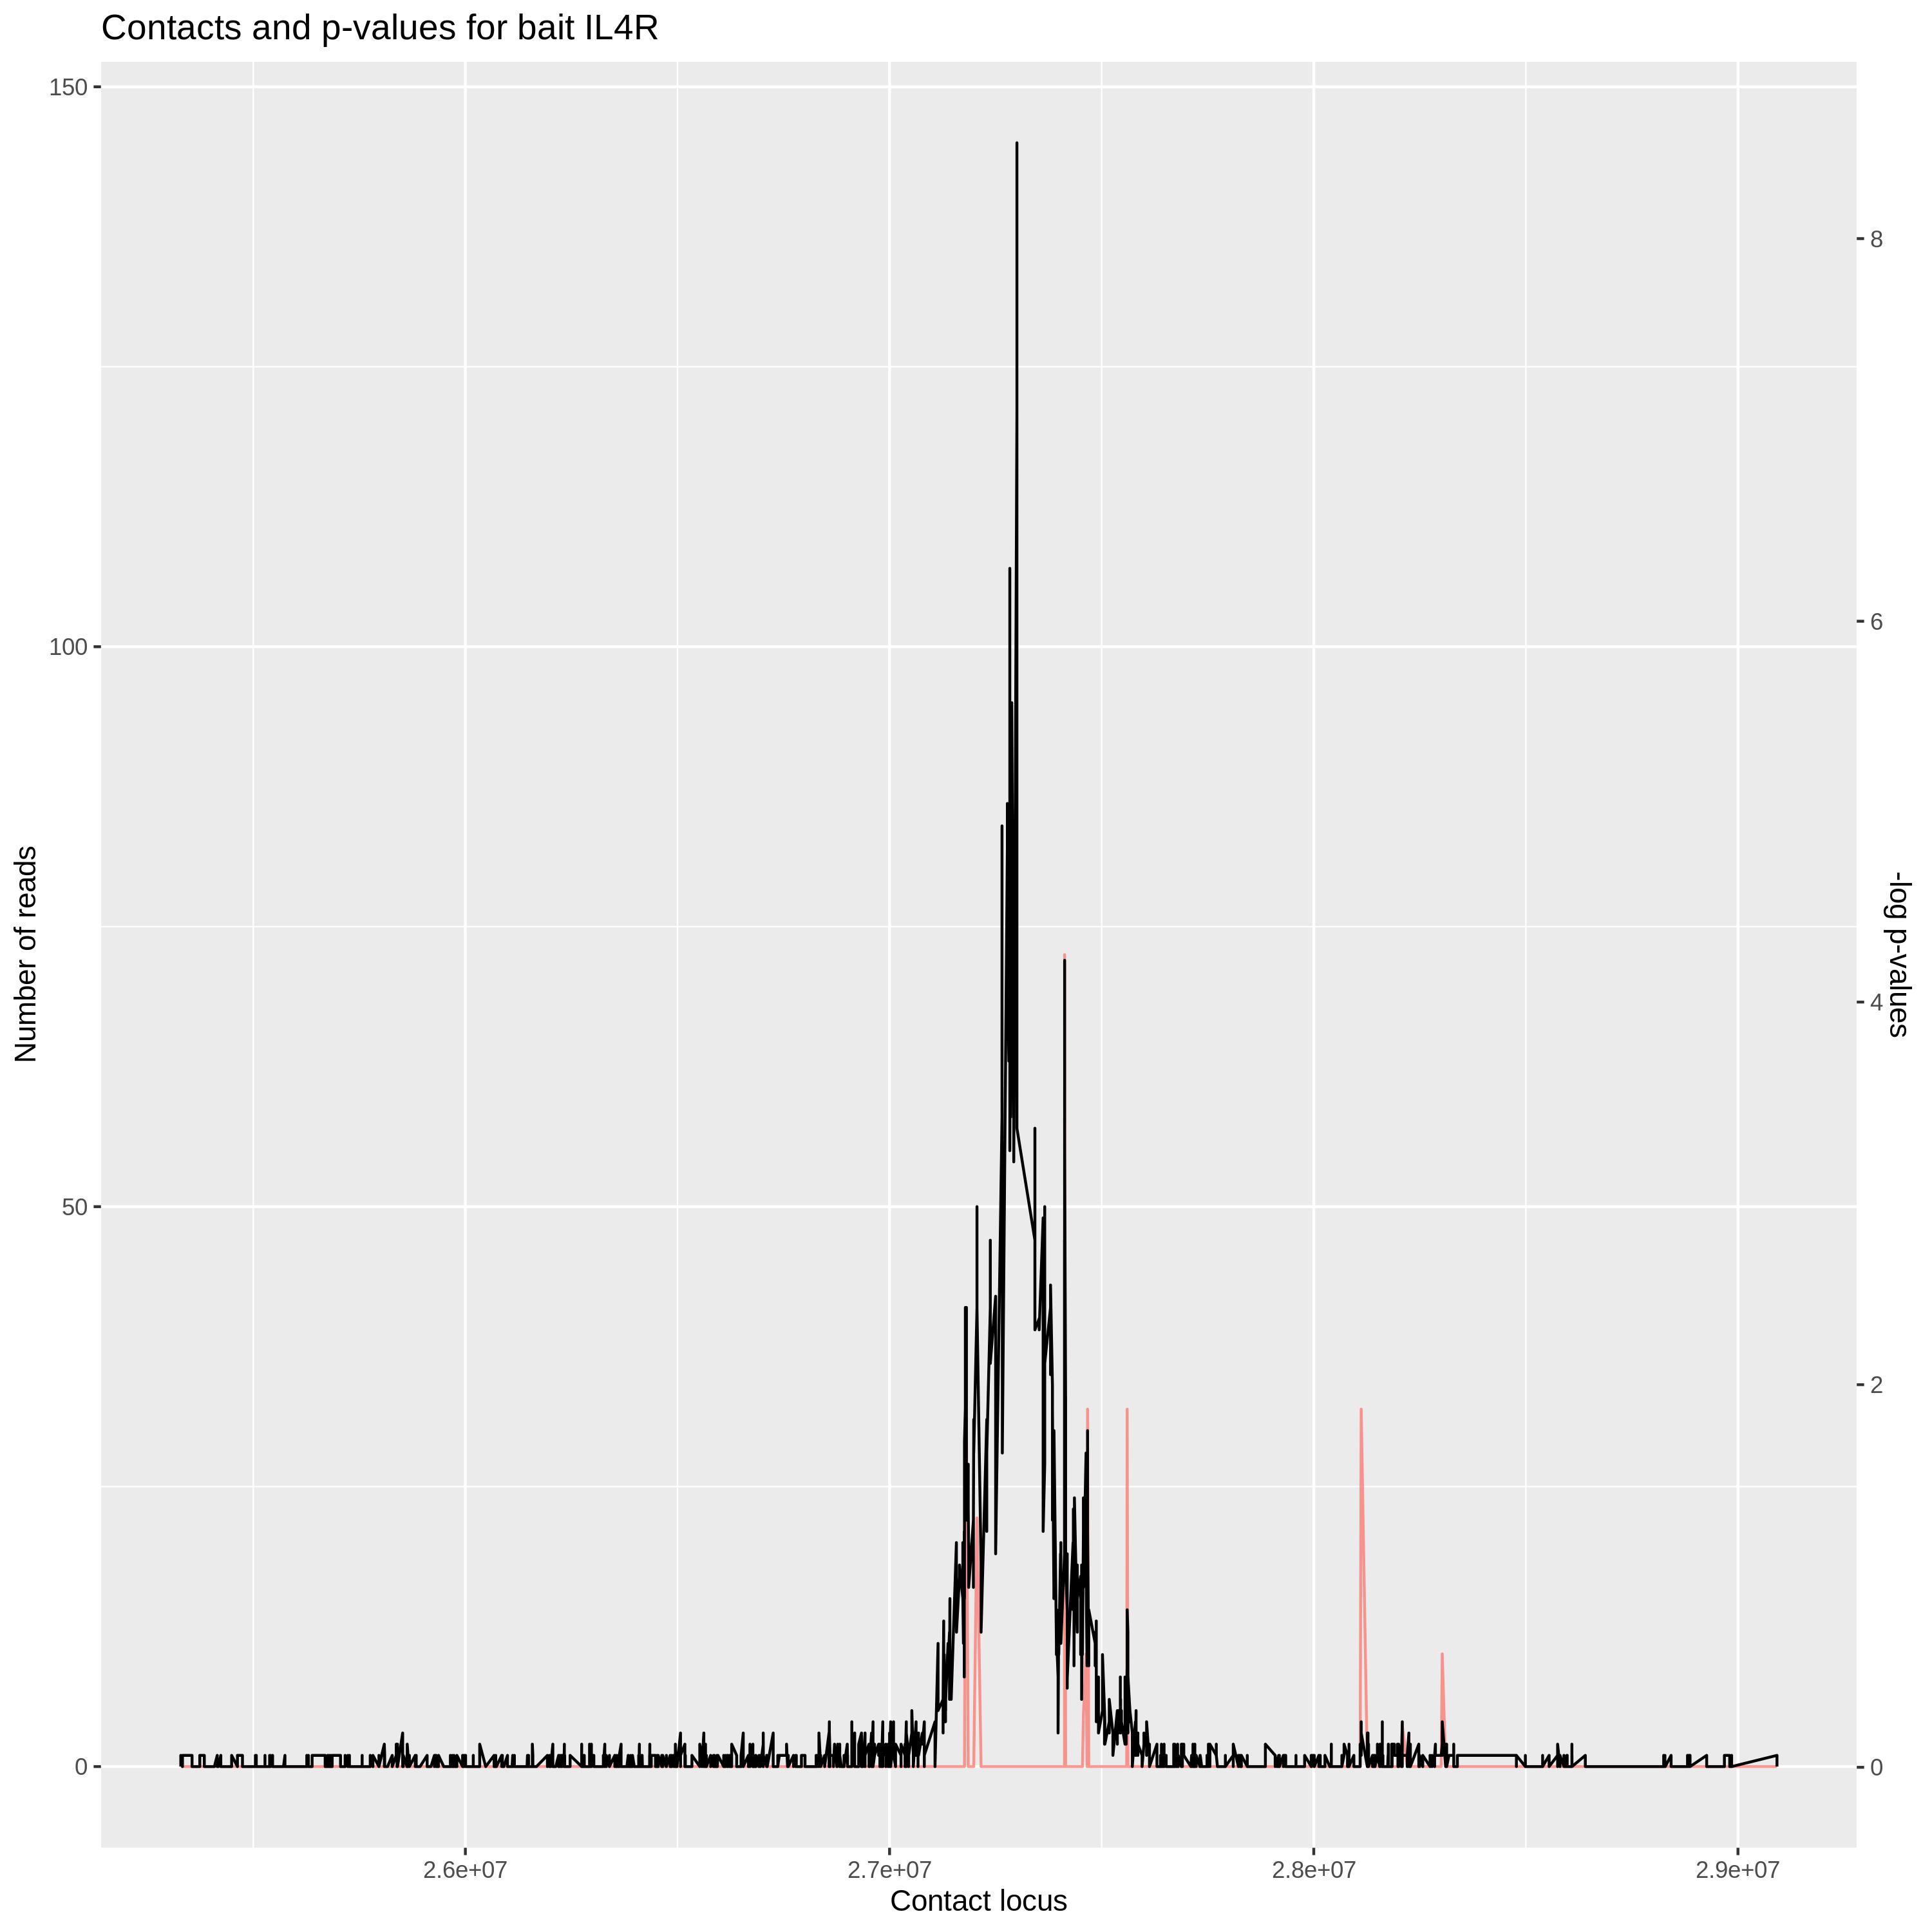 Contacts and p-values for bait IL4R
150
100
50
0
Number of reads
8
6
4
2
0
-log p-values
2.6e+07
2.7e+07
2.8e+07
2.9e+07
Contact locus